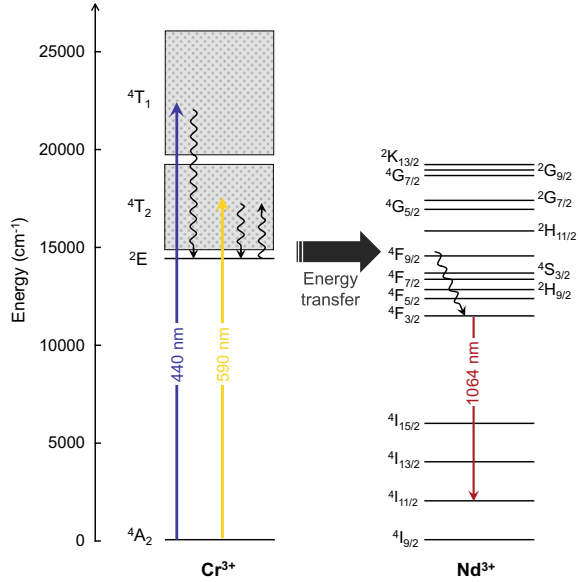 Energy (cm⁻¹)
25000
20000
15000
10000
5000
0
⁴T₁
⁴T₂
²E
⁴A₂
440 nm
590 nm
Cr³⁺
Energy
transfer
²K₁₃/₂
⁴G₇/₂
²G₉/₂
²G₇/₂
⁴G₅/₂
²H₁₁/₂
⁴F₉/₂
⁴S₃/₂
⁴F₇/₂
²H₉/₂
⁴F₅/₂
⁴F₃/₂
1064 nm
⁴I₁₅/₂
⁴I₁₃/₂
⁴I₁₁/₂
⁴I₉/₂
Nd³⁺